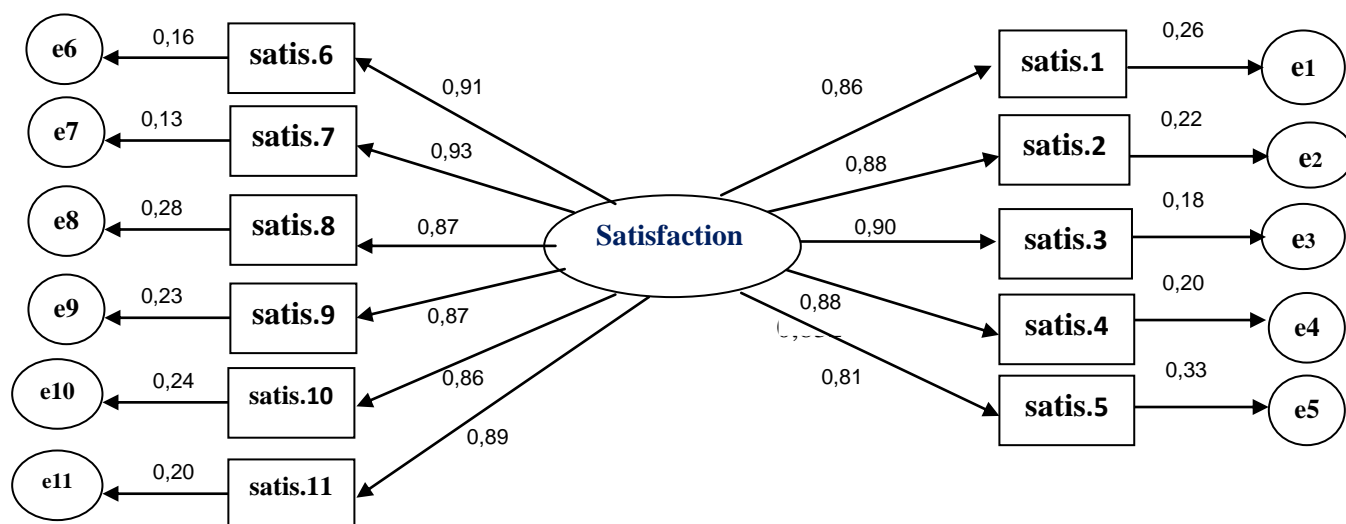 e6
0,16
satis.6
0,91
0,86
satis.1
0,26
e1
e7
0,13
satis.7
0,93
0,88
satis.2
0,22
e2
e8
0,28
satis.8
0,87
Satisfaction
0,90
satis.3
0,18
e3
e9
0,23
satis.9
0,87
0,88
satis.4
0,20
e4
e10
0,24
satis.10
0,86
0,81
satis.5
0,33
e5
e11
0,20
satis.11
0,89